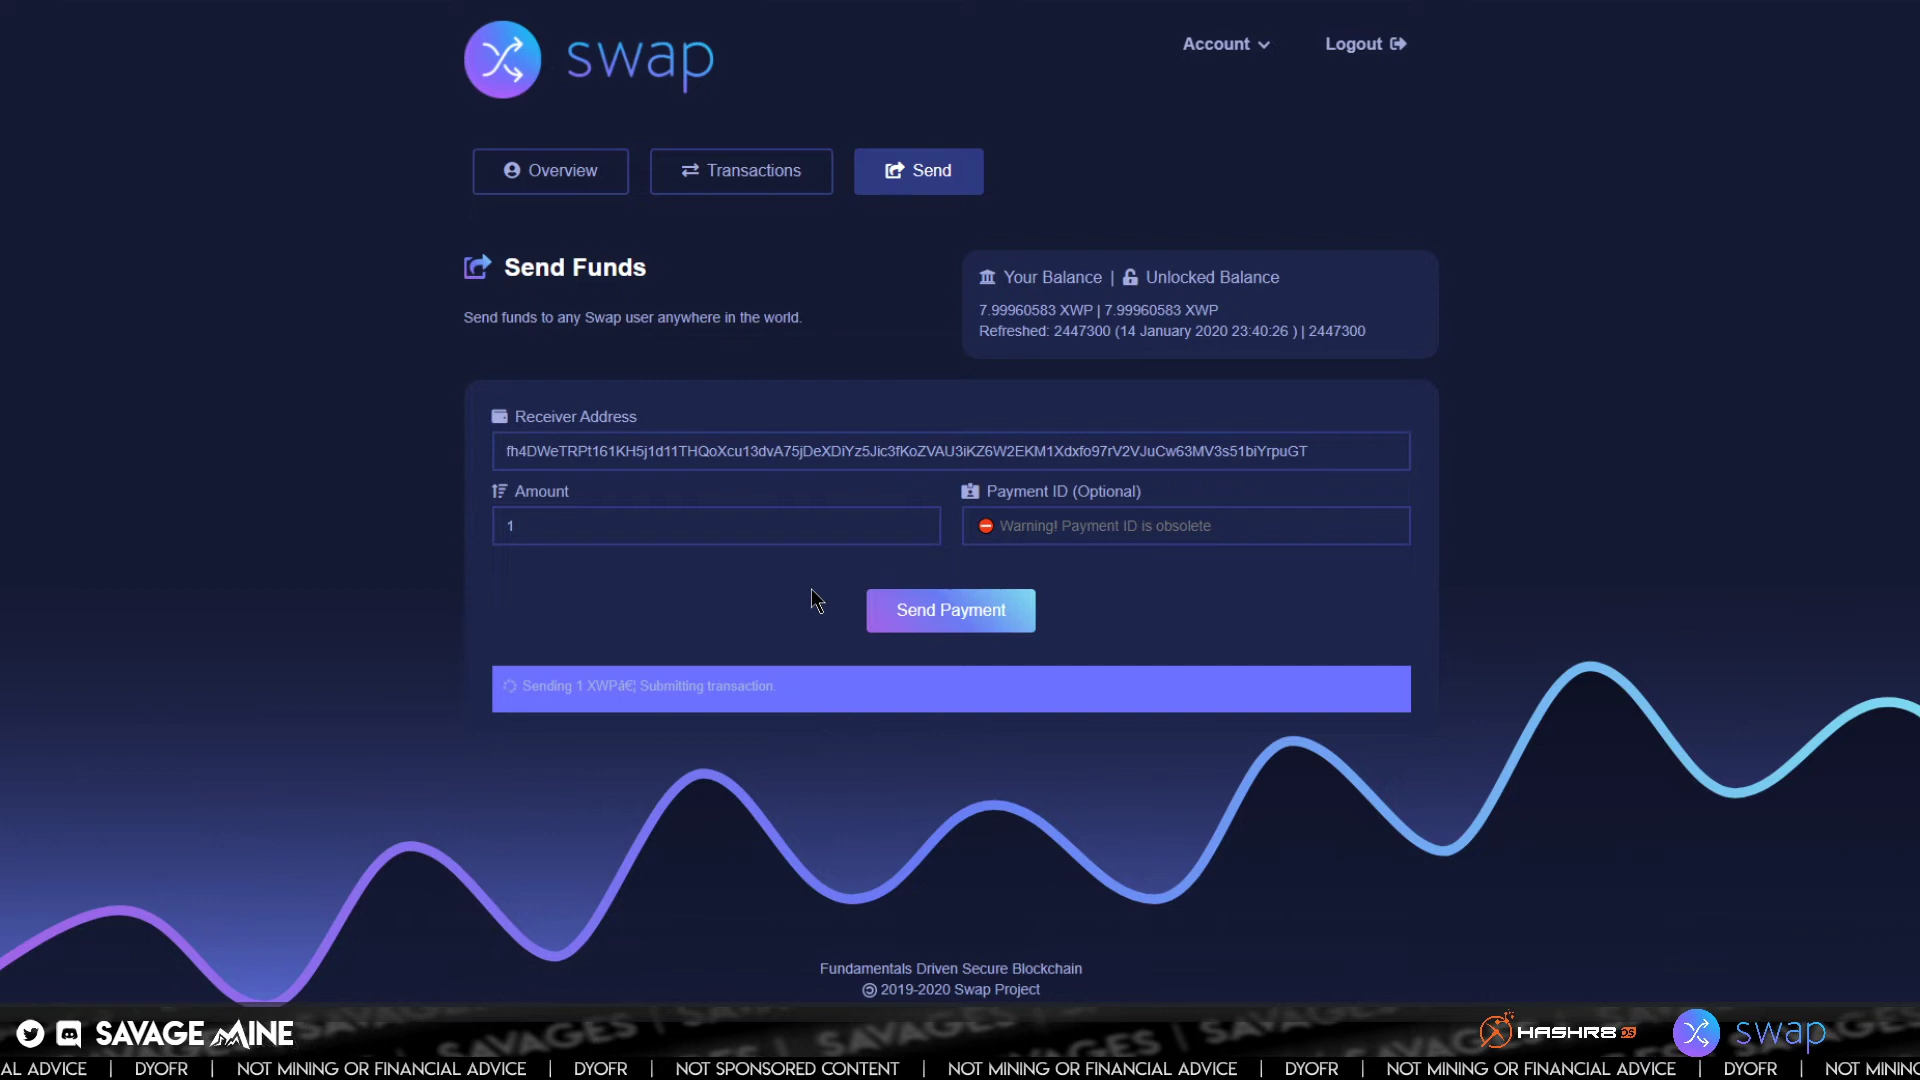 swap
Account
Logout
Overview
Transactions
Send
Send Funds
Send funds to any Swap user anywhere in the world.
Your Balance | Unlocked Balance
7.99960583 XWP | 7.99960583 XWP
Refreshed: 2447300 (14 January 2020 23:40:26 ) | 2447300
Receiver Address
fh4DWeTRPt161KH5j1d11THQoXcu13dvA75jDeXDiYz5Jic3fKoZVAU3iKZ6W2EKM1Xdxfo97rV2VJuCw63MV3s51biYrpuGT
Amount
Payment ID (Optional)
1
Warning! Payment ID is obsolete
Send Payment
Sending 1 XWPâ€¦ Submitting transaction.
Fundamentals Driven Secure Blockchain
2019-2020 Swap Project
SAVAGE MINE
SAVAGES | SAVAGES | SAVAGES
HASHR8 OS
swap
AL ADVICE | DYOFR | NOT MINING OR FINANCIAL ADVICE | DYOFR | NOT SPONSORED CONTENT | NOT MINING OR FINANCIAL ADVICE | DYOFR | NOT MINING OR FINANCIAL ADVICE | DYOFR | NOT MINING